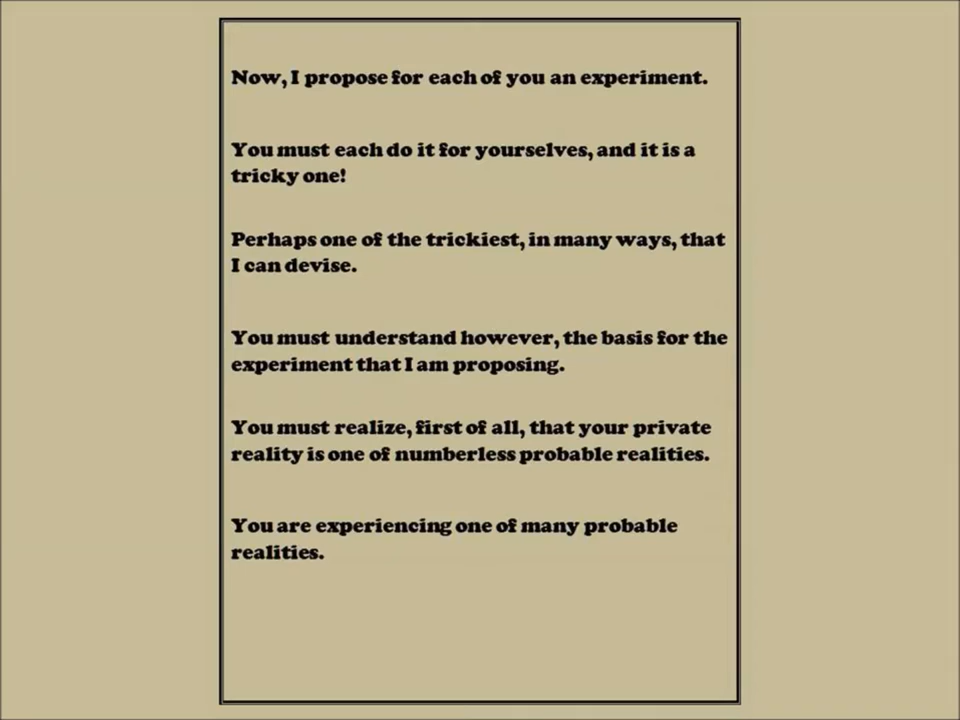 Now, I propose for each of you an experiment.
You must each do it for yourselves, and it is a
tricky one!
Perhaps one of the trickiest, in many ways, that
I can devise.
You must understand however, the basis for the
experiment that I am proposing.
You must realize, first of all, that your private
reality is one of numberless probable realities.
You are experiencing one of many probable
realities.